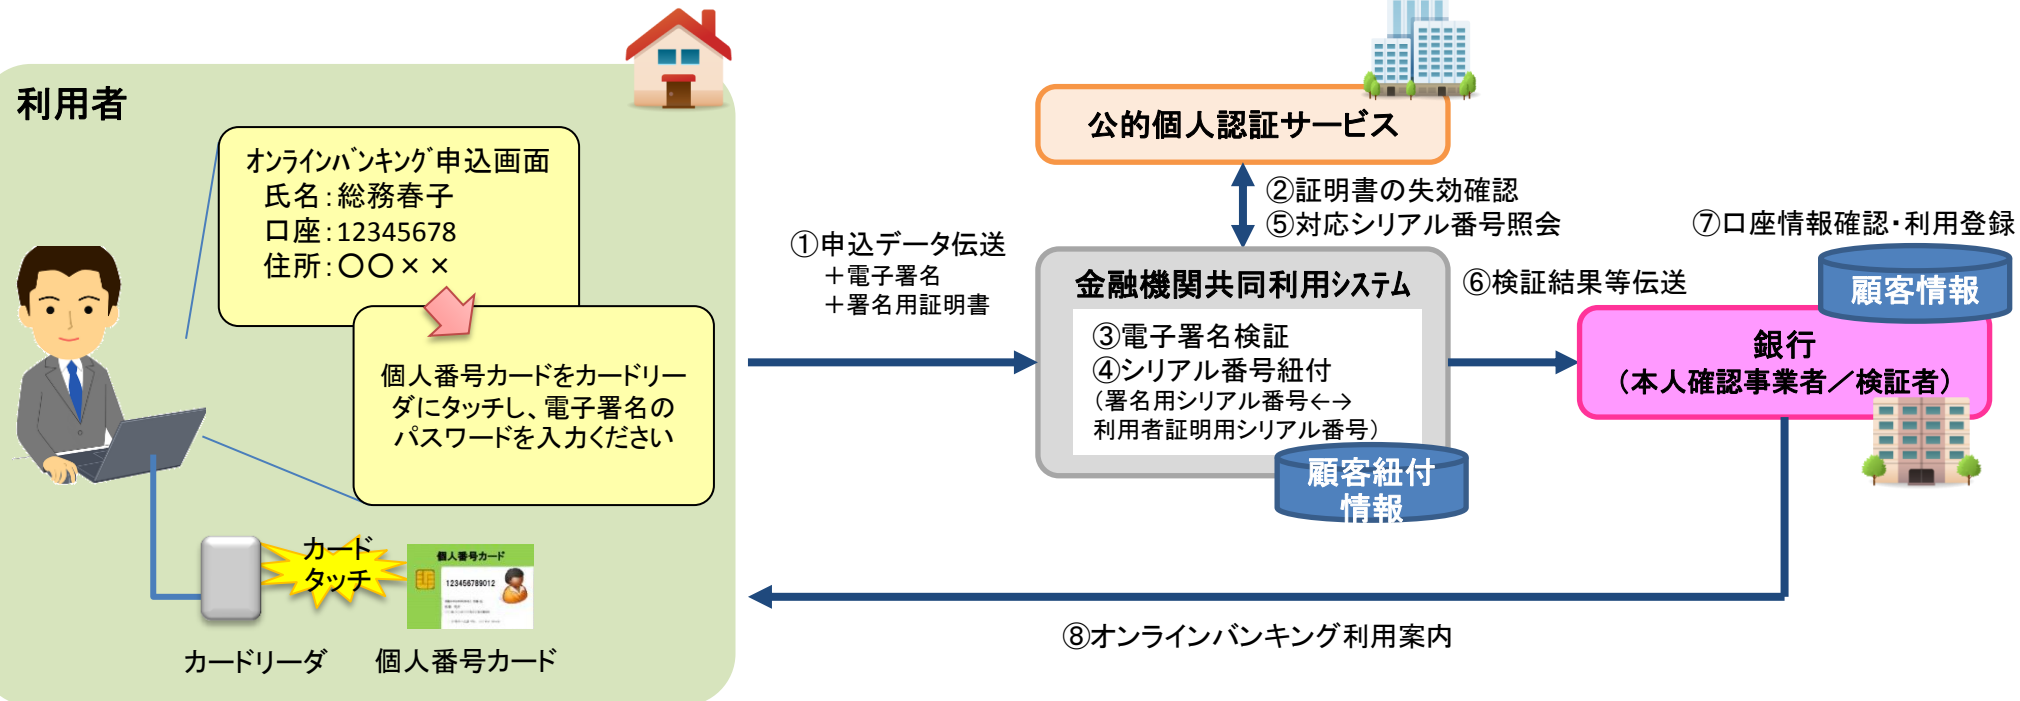 利用者
オンラインバンキング申込画面
氏名：総務春子
口座：12345678
住所：〇〇××
個人番号カードをカードリー
ダにタッチし、電子署名の
パスワードを入力ください
カード
タッチ
個人番号カード
123456789012
カードリーダ
個人番号カード
①申込データ伝送
＋電子署名
＋署名用証明書
公的個人認証サービス
②証明書の失効確認
⑤対応シリアル番号照会
金融機関共同利用システム
③電子署名検証
④シリアル番号紐付
（署名用シリアル番号←→
利用者証明用シリアル番号）
顧客紐付
情報
⑥検証結果等伝送
⑦口座情報確認・利用登録
顧客情報
銀行
（本人確認事業者／検証者）
⑧オンラインバンキング利用案内